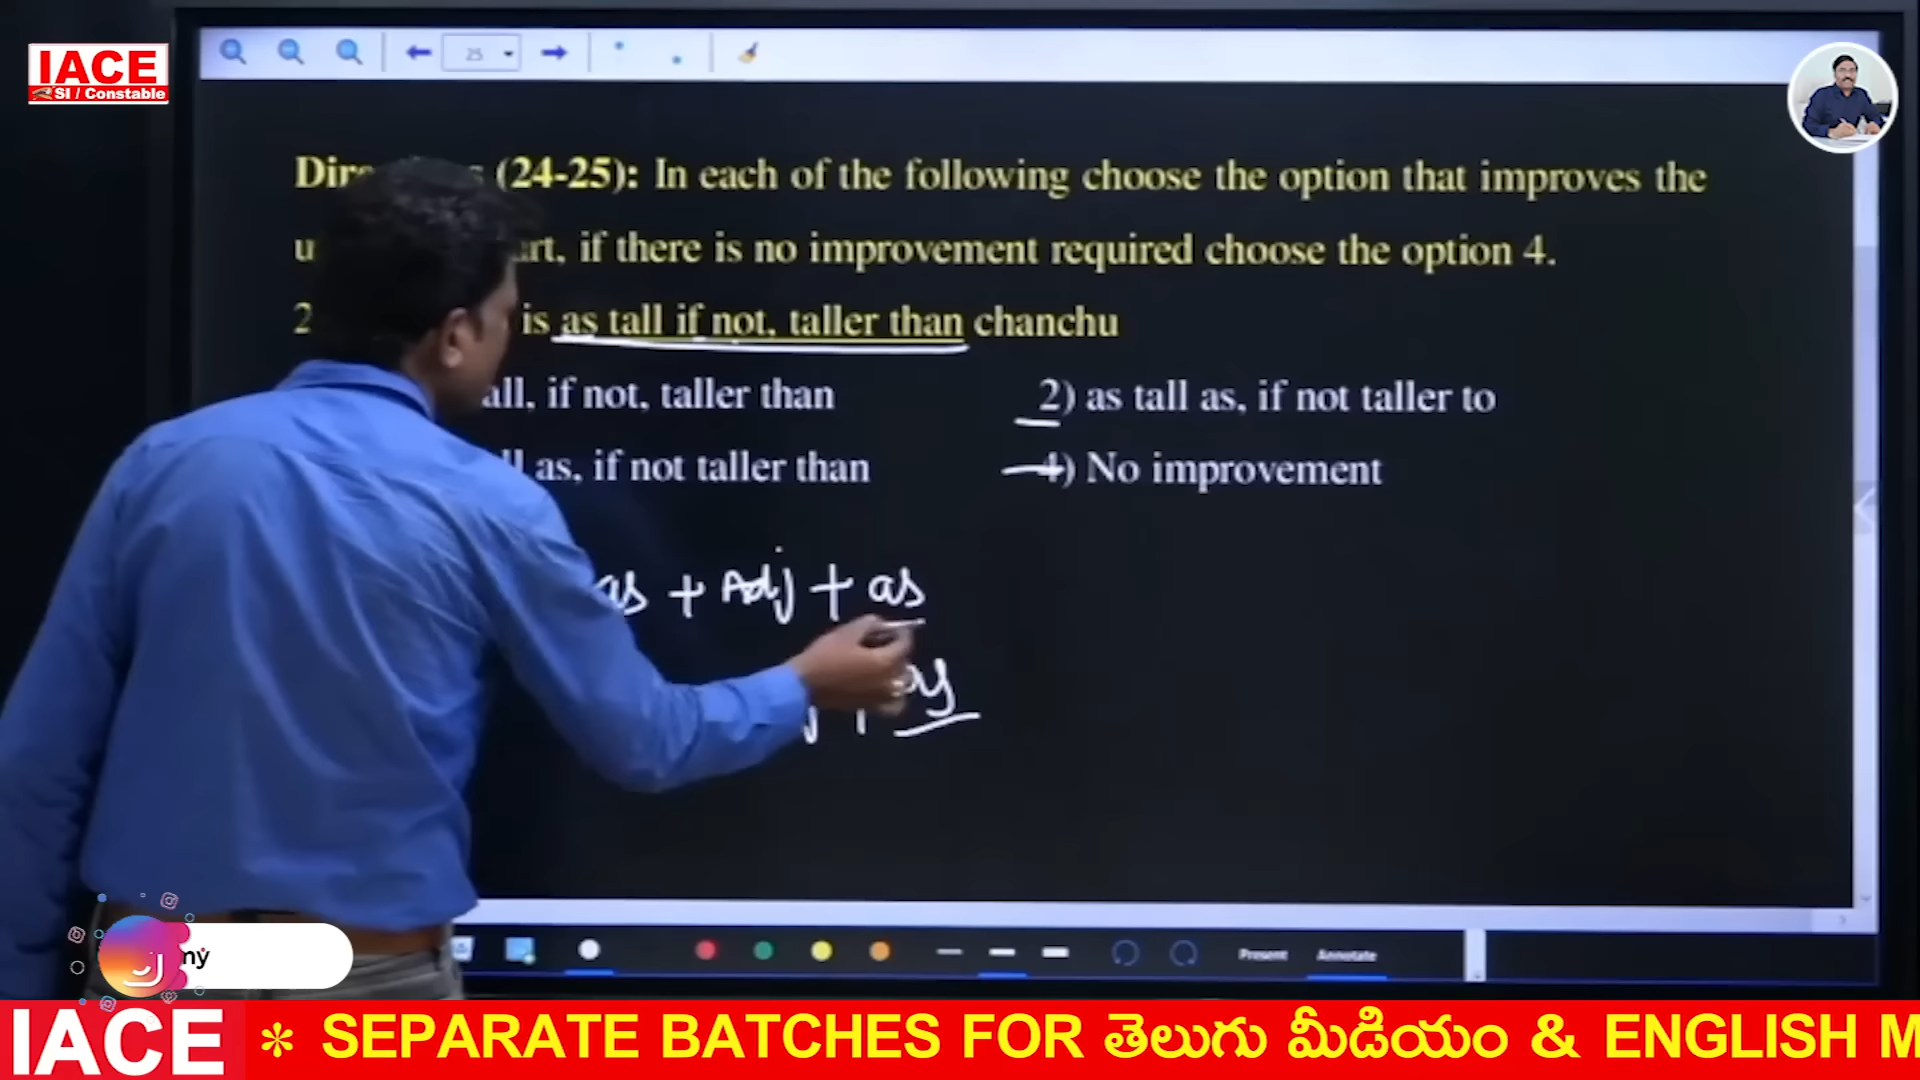 IACE
SI / Constable
25
(24-25): In each of the following choose the option that improves the
if there is no improvement required choose the option 4.
is as tall if not, taller than chanchu
if not, taller than
2) as tall as, if not taller to
as, if not taller than
4) No improvement
as + Adj + as
Present
Annotate
IACE * SEPARATE BATCHES FOR తెలుగు మీడియం & ENGLISH M